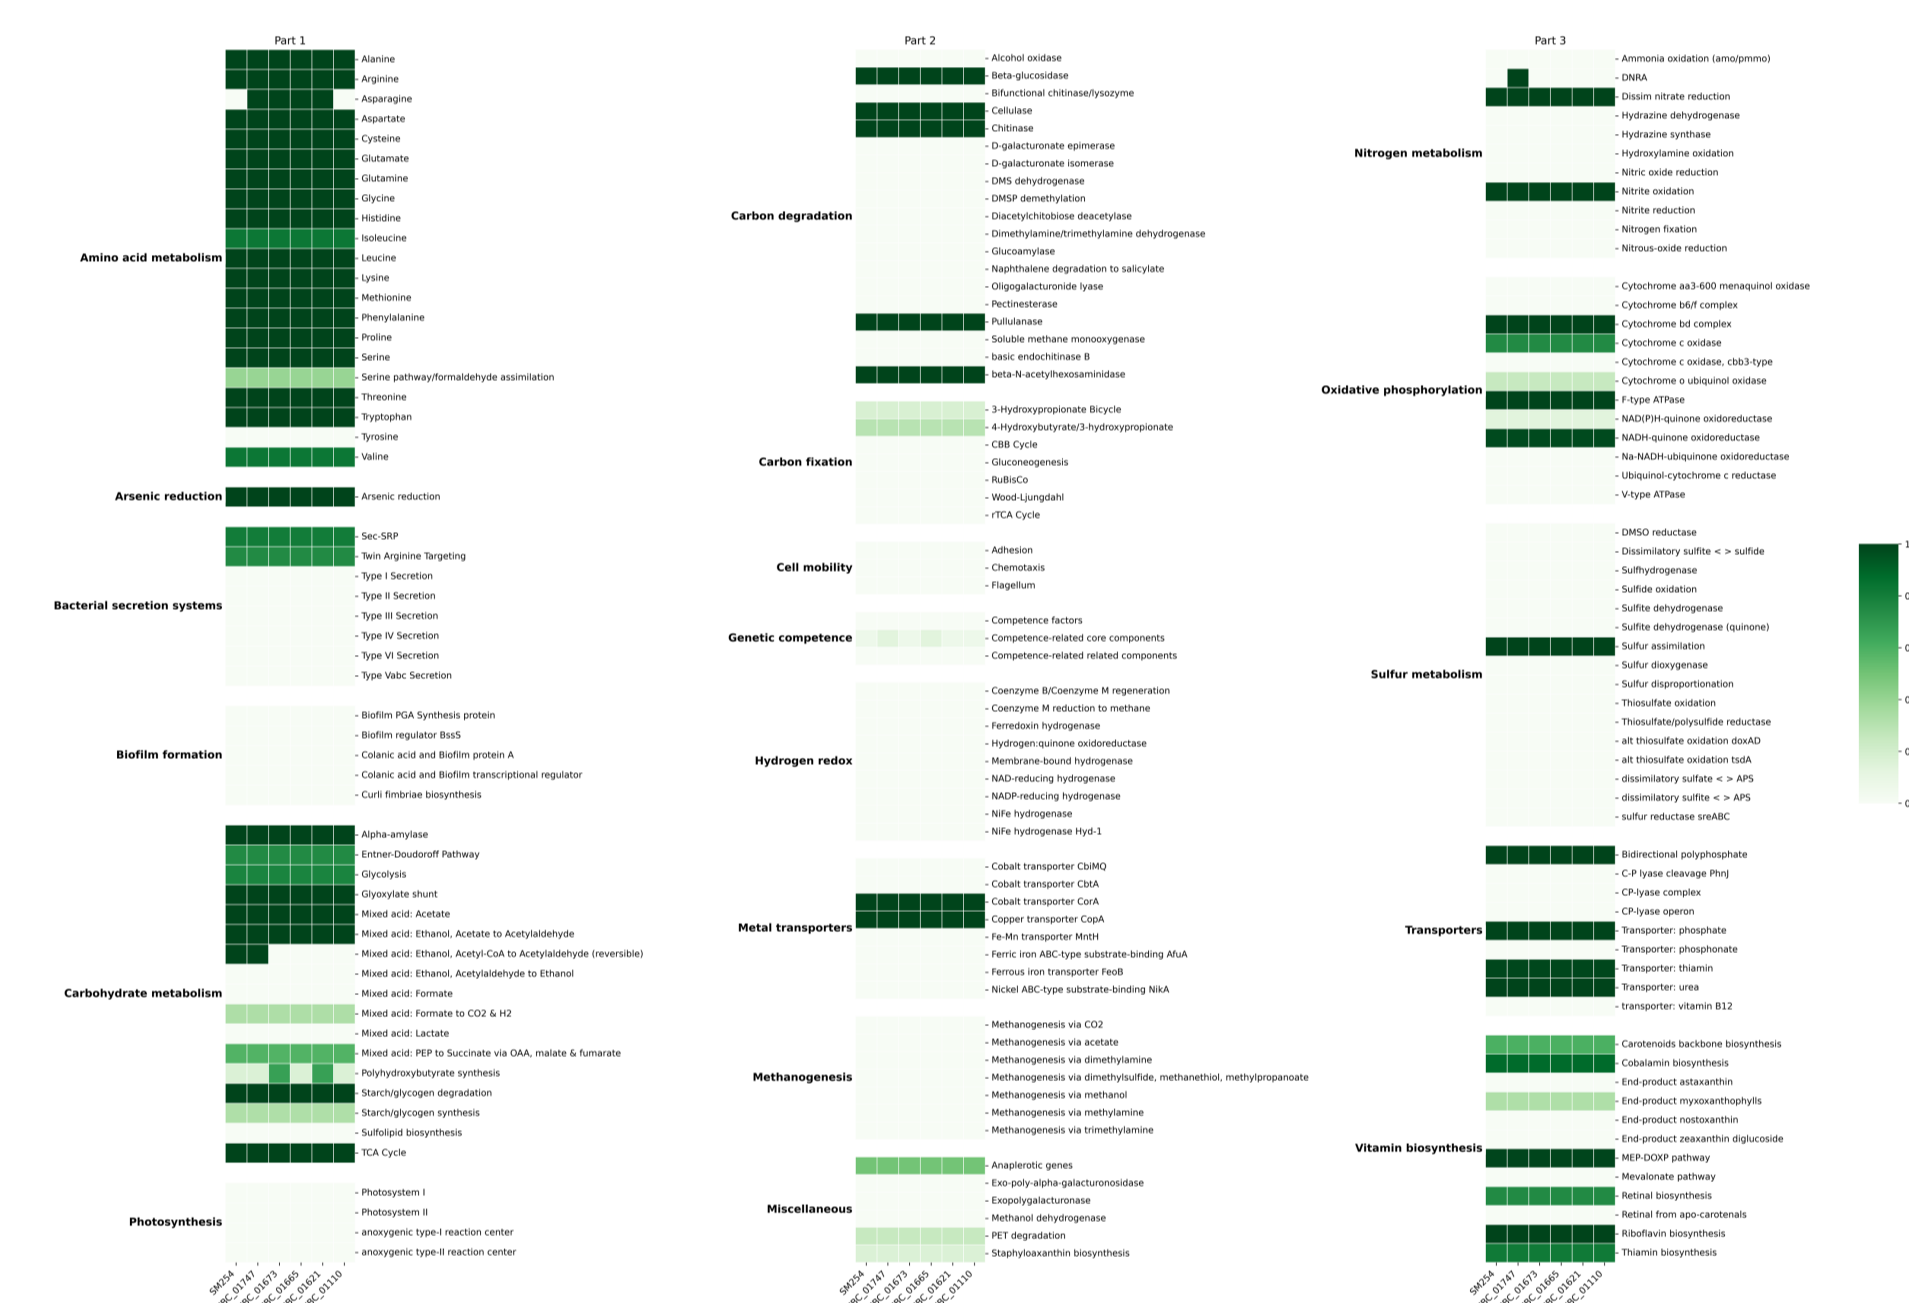 Part 1
Alanine
Arginine
Asparagine
Aspartate
Cysteine
Glutamate
Glutamine
Glycine
Histidine
Isoleucine
Amino acid metabolism
Leucine
Lysine
Methionine
Phenylalanine
Proline
Serine
Serine pathway/formaldehyde assimilation
Threonine
Tryptophan
Tyrosine
Valine
Arsenic reduction
Arsenic reduction
Sec-SRP
Twin Arginine Targeting
Type I Secretion
Type II Secretion
Bacterial secretion systems
Type III Secretion
Type IV Secretion
Type VI Secretion
Type Vabc Secretion
Biofilm PGA Synthesis protein
Biofilm regulator BssS
Biofilm formation
Colanic acid and Biofilm protein A
Colanic acid and Biofilm transcriptional regulator
Curli fimbriae biosynthesis
Alpha-amylase
Entner-Doudoroff Pathway
Glycolysis
Glyoxylate shunt
Mixed acid: Acetate
Mixed acid: Ethanol, Acetate to Acetylaldehyde
Mixed acid: Ethanol, Acetyl-CoA to Acetylaldehyde (reversible)
Mixed acid: Ethanol, Acetylaldehyde to Ethanol
Carbohydrate metabolism
Mixed acid: Formate
Mixed acid: Formate to CO2 & H2
Mixed acid: Lactate
Mixed acid: PEP to Succinate via OAA, malate & fumarate
Polyhydroxybutyrate synthesis
Starch/glycogen degradation
Starch/glycogen synthesis
Sulfolipid biosynthesis
TCA Cycle
Photosystem I
Photosystem II
Photosynthesis
anoxygenic type-I reaction center
anoxygenic type-II reaction center
SM254
Part 2
Alcohol oxidase
Beta-glucosidase
Bifunctional chitinase/lysozyme
Cellulase
Chitinase
D-galacturonate epimerase
D-galacturonate isomerase
DMS dehydrogenase
DMSP demethylation
Carbon degradation
Diacetylchitobiose deacetylase
Dimethylamine/trimethylamine dehydrogenase
Glucoamylase
Naphthalene degradation to salicylate
Oligogalacturonide lyase
Pectinesterase
Pullulanase
Soluble methane monooxygenase
basic endochitinase B
beta-N-acetylhexosaminidase
3-Hydroxypropionate Bicycle
4-Hydroxybutyrate/3-hydroxypropionate
CBB Cycle
Carbon fixation
Gluconeogenesis
RuBisCo
Wood-Ljungdahl
rTCA Cycle
Adhesion
Cell mobility
Chemotaxis
Flagellum
Competence factors
Genetic competence
Competence-related core components
Competence-related related components
Coenzyme B/Coenzyme M regeneration
Coenzyme M reduction to methane
Ferredoxin hydrogenase
Hydrogen:quinone oxidoreductase
Hydrogen redox
Membrane-bound hydrogenase
NAD-reducing hydrogenase
NADP-reducing hydrogenase
NiFe hydrogenase
NiFe hydrogenase Hyd-1
Cobalt transporter CbiMQ
Cobalt transporter CbtA
Cobalt transporter CorA
Copper transporter CopA
Metal transporters
Fe-Mn transporter MntH
Ferric iron ABC-type substrate-binding AfuA
Ferrous iron transporter FeoB
Nickel ABC-type substrate-binding NikA
Methanogenesis via CO2
Methanogenesis via acetate
Methanogenesis via dimethylamine
Methanogenesis
Methanogenesis via dimethylsulfide, methanethiol, methylpropanoate
Methanogenesis via methanol
Methanogenesis via methylamine
Methanogenesis via trimethylamine
Anaplerotic genes
Exo-poly-alpha-galacturonosidase
Exopolygalacturonase
Miscellaneous
Methanol dehydrogenase
PET degradation
Staphyloaxanthin biosynthesis
SM254
Part 3
Ammonia oxidation (amo/pmmo)
DNRA
Dissim nitrate reduction
Hydrazine dehydrogenase
Hydrazine synthase
Nitrogen metabolism
Hydroxylamine oxidation
Nitric oxide reduction
Nitrite oxidation
Nitrite reduction
Nitrogen fixation
Nitrous-oxide reduction
Cytochrome aa3-600 menaquinol oxidase
Cytochrome b6/f complex
Cytochrome bd complex
Cytochrome c oxidase
Cytochrome c oxidase, cbb3-type
Cytochrome o ubiquinol oxidase
Oxidative phosphorylation
F-type ATPase
NAD(P)H-quinone oxidoreductase
NADH-quinone oxidoreductase
Na-NADH-ubiquinone oxidoreductase
Ubiquinol-cytochrome c reductase
V-type ATPase
DMSO reductase
Dissimilatory sulfite < > sulfide
Sulfhydrogenase
Sulfide oxidation
Sulfite dehydrogenase
Sulfite dehydrogenase (quinone)
Sulfur assimilation
Sulfur dioxygenase
Sulfur metabolism
Sulfur disproportionation
Thiosulfate oxidation
Thiosulfate/polysulfide reductase
alt thiosulfate oxidation doxAD
alt thiosulfate oxidation tsdA
dissimilatory sulfate < > APS
dissimilatory sulfite < > APS
sulfur reductase sreABC
Bidirectional polyphosphate
C-P lyase cleavage PhnJ
CP-lyase complex
CP-lyase operon
Transporters
Transporter: phosphate
Transporter: phosphonate
Transporter: thiamin
Transporter: urea
transporter: vitamin B12
Carotenoids backbone biosynthesis
Cobalamin biosynthesis
End-product astaxanthin
End-product myxoxanthophylls
End-product nostoxanthin
End-product zeaxanthin diglucoside
Vitamin biosynthesis
MEP-DOXP pathway
Mevalonate pathway
Retinal biosynthesis
Retinal from apo-carotenals
Riboflavin biosynthesis
Thiamin biosynthesis
SM254